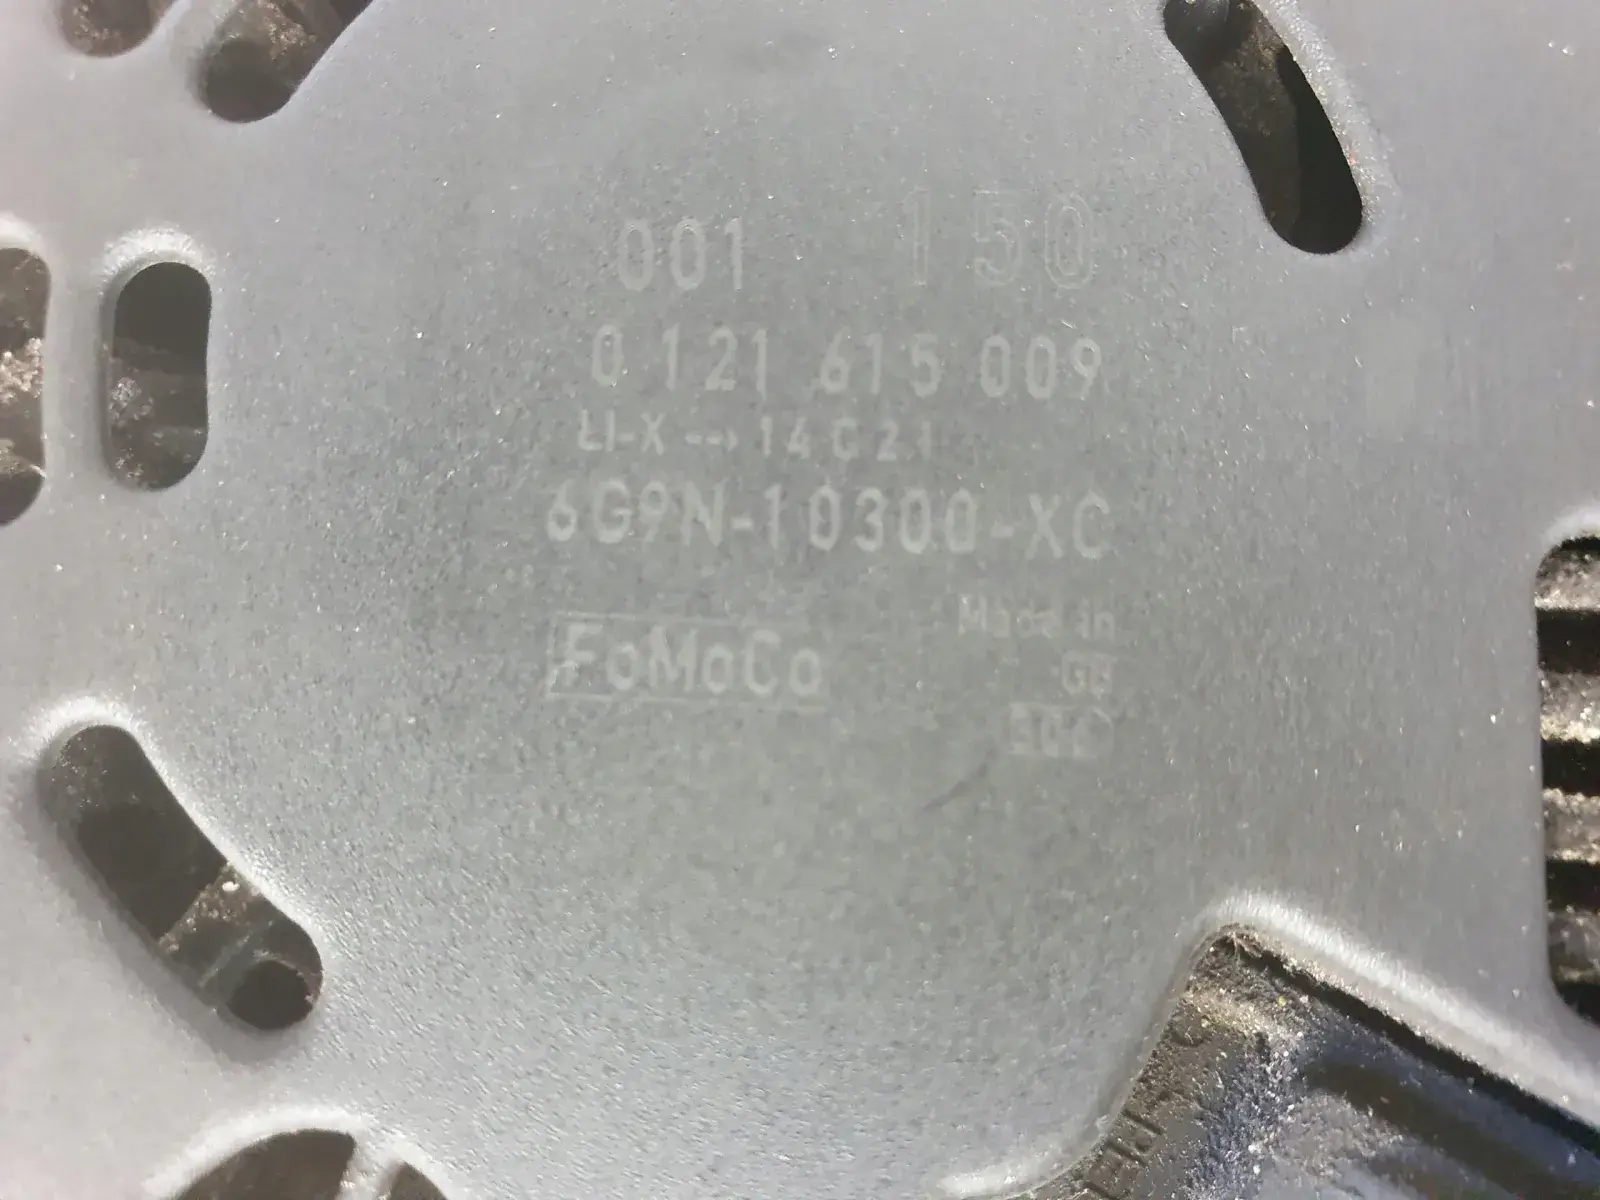 001 150
0 121 615 009
LI-X --> 14 C 21
6G9N-10300-XC
FoMoCo
Made in
GB